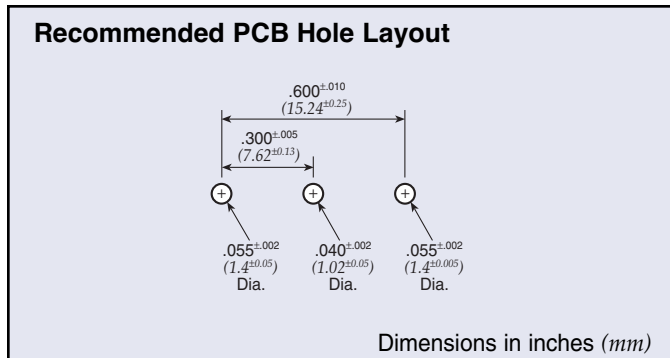 Recommended PCB Hole Layout
.600±.010
(15.24±0.25)
.300±.005
(7.62±0.13)
.055±.002 .040±.002 .055±.002
(1.4±0.05) (1.02±0.05) (1.4±0.005)
Dia. Dia. Dia.
Dimensions in inches (mm)